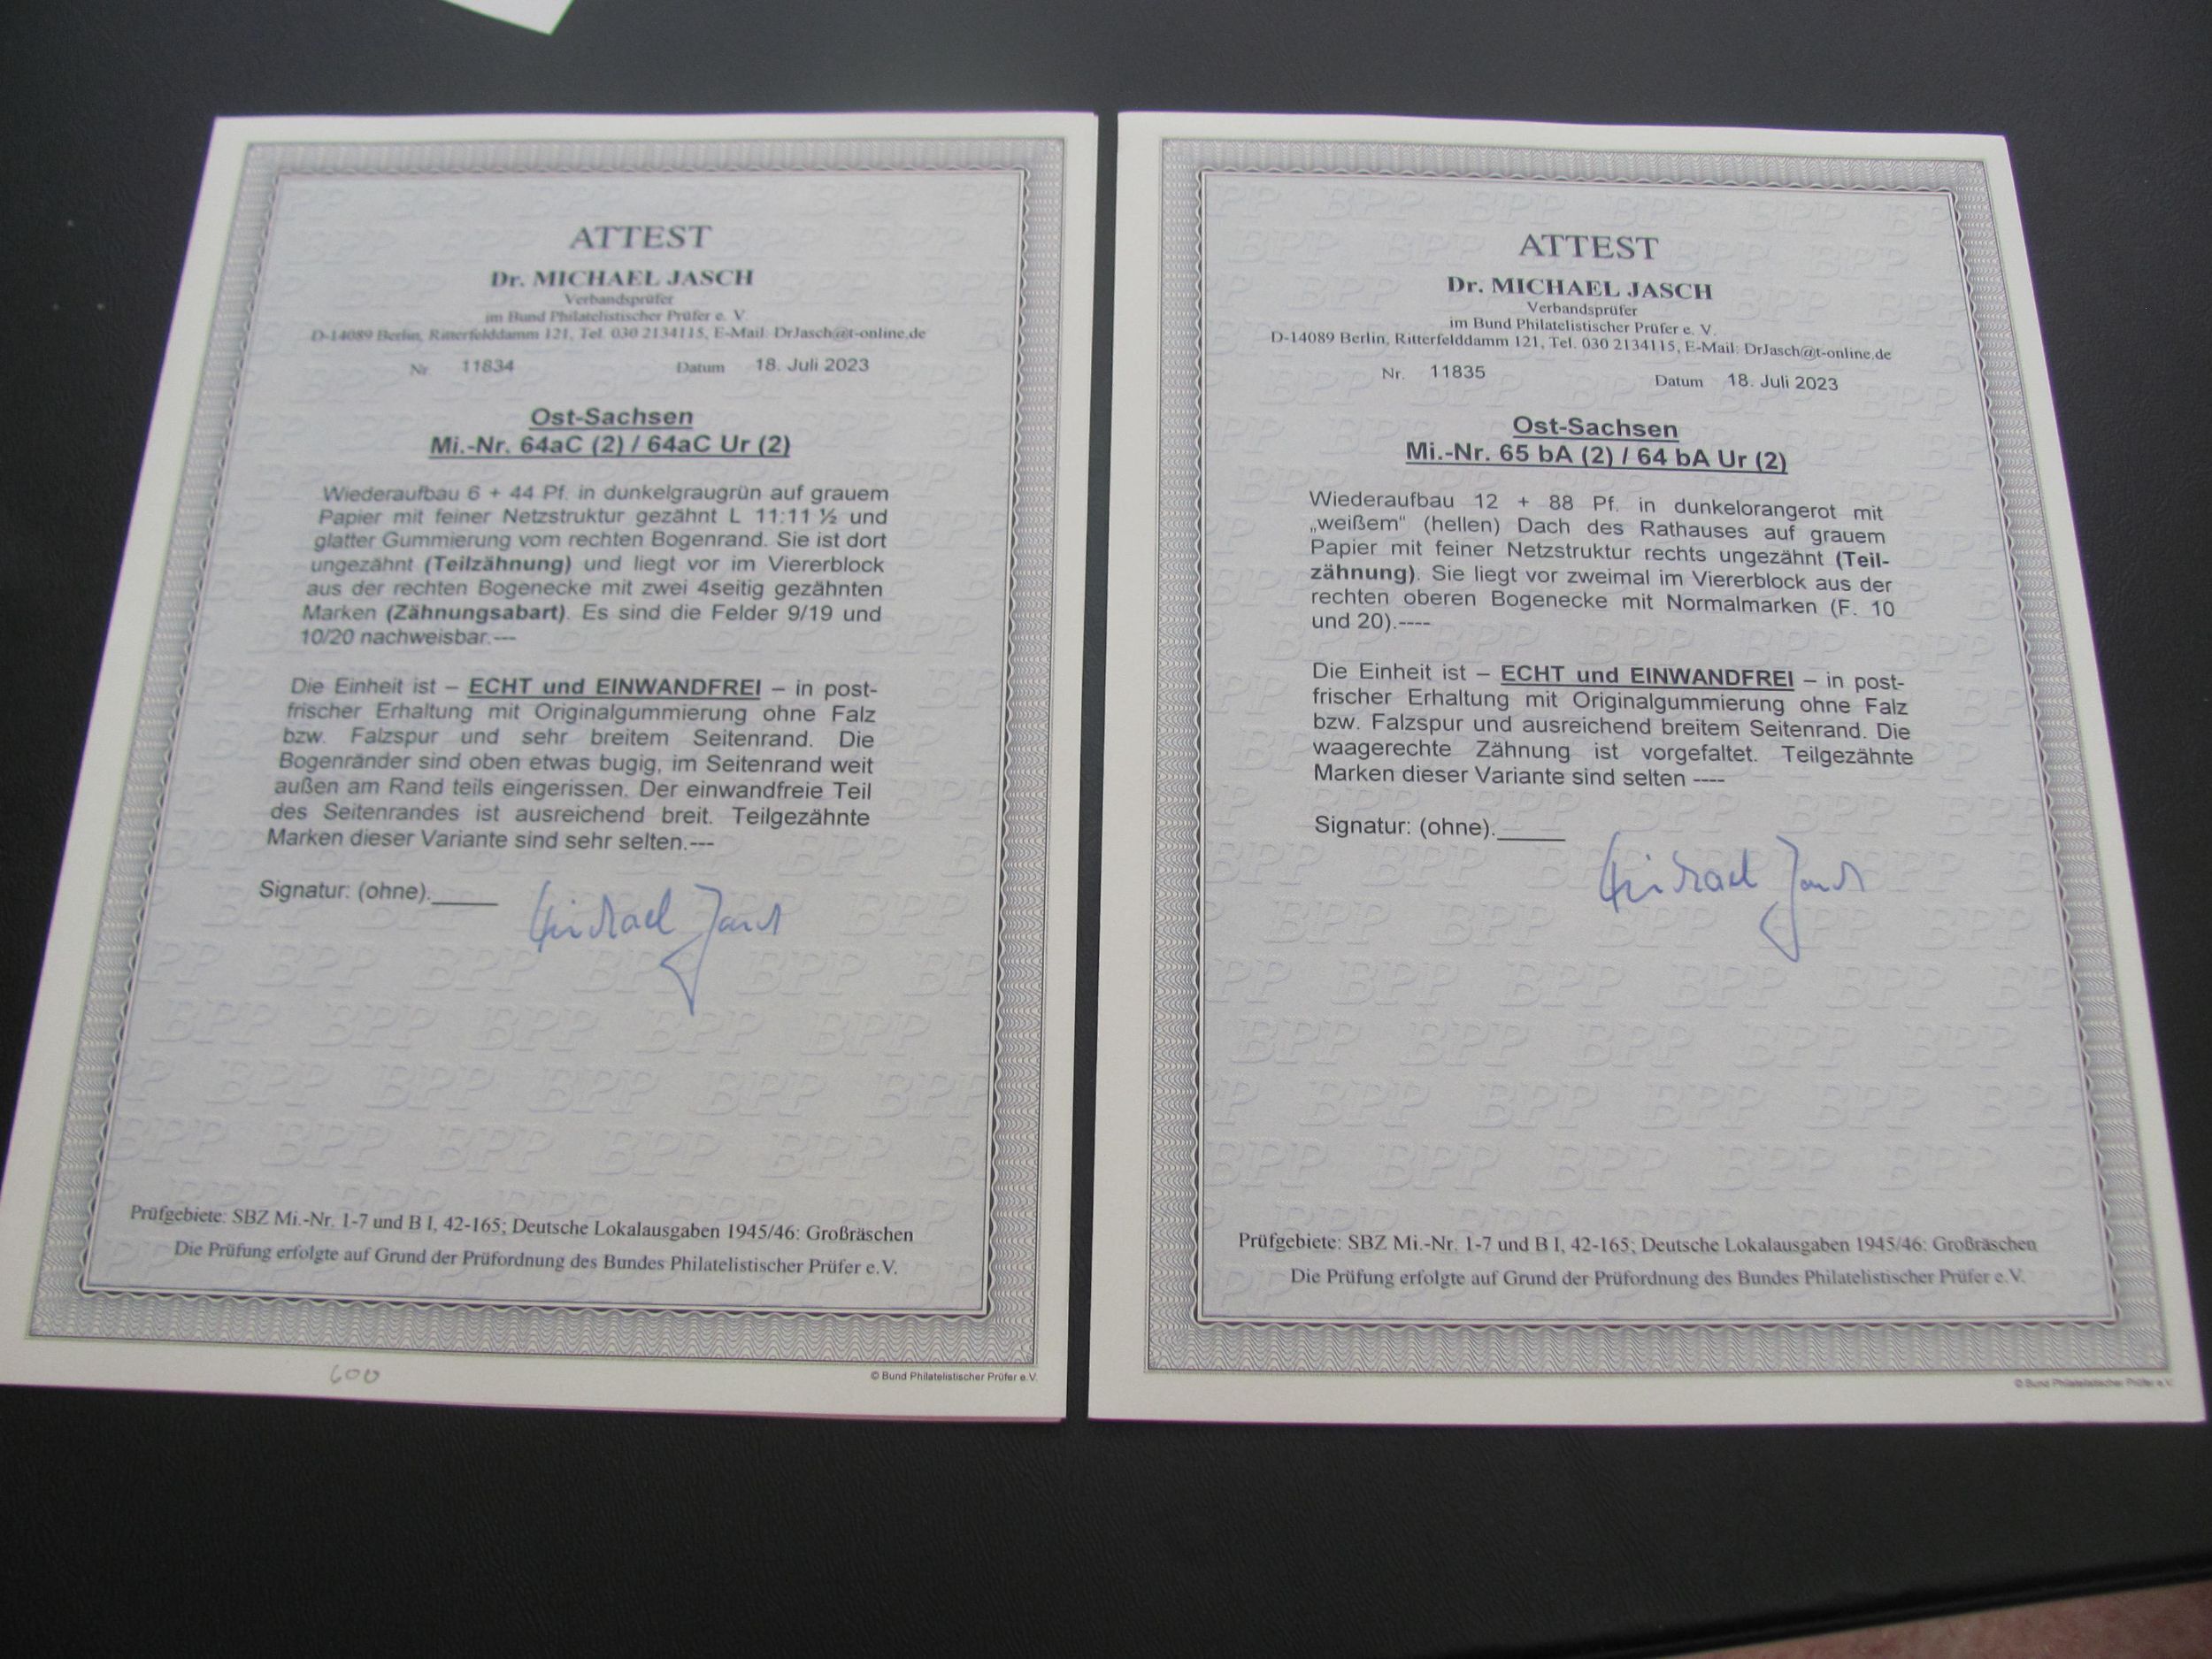 ATTEST
Dr. MICHAEL JASCH
Verbandsprüfer
im Bund Philatelistischer Prüfer e. V.
D-14089 Berlin, Ritterfelddamm 121, Tel. 030 2134115, E-Mail: DrJasch@t-online.de
Nr. 11834 Datum 18. Juli 2023
Ost-Sachsen
Mi.-Nr. 64aC (2) / 64aC Ur (2)
Wiederaufbau 6 + 44 Pf. in dunkelgraugrün auf grauem
Papier mit feiner Netzstruktur gezähnt L 11:11 ½ und
glatter Gummierung vom rechten Bogenrand. Sie ist dort
ungezähnt (Teilzähnung) und liegt vor im Viererblock
aus der rechten Bogenecke mit zwei 4seitig gezähnten
Marken (Zähnungsabart). Es sind die Felder 9/19 und
10/20 nachweisbar.---
Die Einheit ist – ECHT und EINWANDFREI – in post-
frischer Erhaltung mit Originalgummierung ohne Falz
bzw. Falzspur und sehr breitem Seitenrand. Die
Bogenränder sind oben etwas bugig, im Seitenrand weit
außen am Rand teils eingerissen. Der einwandfreie Teil
des Seitenrandes ist ausreichend breit. Teilgezähnte
Marken dieser Variante sind sehr selten.---
Signatur: (ohne).
Michael Jasch
Prüfgebiete: SBZ Mi.-Nr. 1-7 und B I, 42-165; Deutsche Lokalausgaben 1945/46: Großräschen
Die Prüfung erfolgte auf Grund der Prüfordnung des Bundes Philatelistischer Prüfer e.V.
600
© Bund Philatelistischer Prüfer e.V.
ATTEST
Dr. MICHAEL JASCH
Verbandsprüfer
im Bund Philatelistischer Prüfer e. V.
D-14089 Berlin, Ritterfelddamm 121, Tel. 030 2134115, E-Mail: DrJasch@t-online.de
Nr. 11835 Datum 18. Juli 2023
Ost-Sachsen
Mi.-Nr. 65 bA (2) / 64 bA Ur (2)
Wiederaufbau 12 + 88 Pf. in dunkelorangerot mit
„weißem" (hellen) Dach des Rathauses auf grauem
Papier mit feiner Netzstruktur rechts ungezähnt (Teil-
zähnung). Sie liegt vor zweimal im Viererblock aus der
rechten oberen Bogenecke mit Normalmarken (F. 10
und 20).----
Die Einheit ist – ECHT und EINWANDFREI – in post-
frischer Erhaltung mit Originalgummierung ohne Falz
bzw. Falzspur und ausreichend breitem Seitenrand. Die
waagerechte Zähnung ist vorgefaltet. Teilgezähnte
Marken dieser Variante sind selten ----
Signatur: (ohne).
Michael Jasch
Prüfgebiete: SBZ Mi.-Nr. 1-7 und B I, 42-165; Deutsche Lokalausgaben 1945/46: Großräschen
Die Prüfung erfolgte auf Grund der Prüfordnung des Bundes Philatelistischer Prüfer e.V.
© Bund Philatelistischer Prüfer e.V.